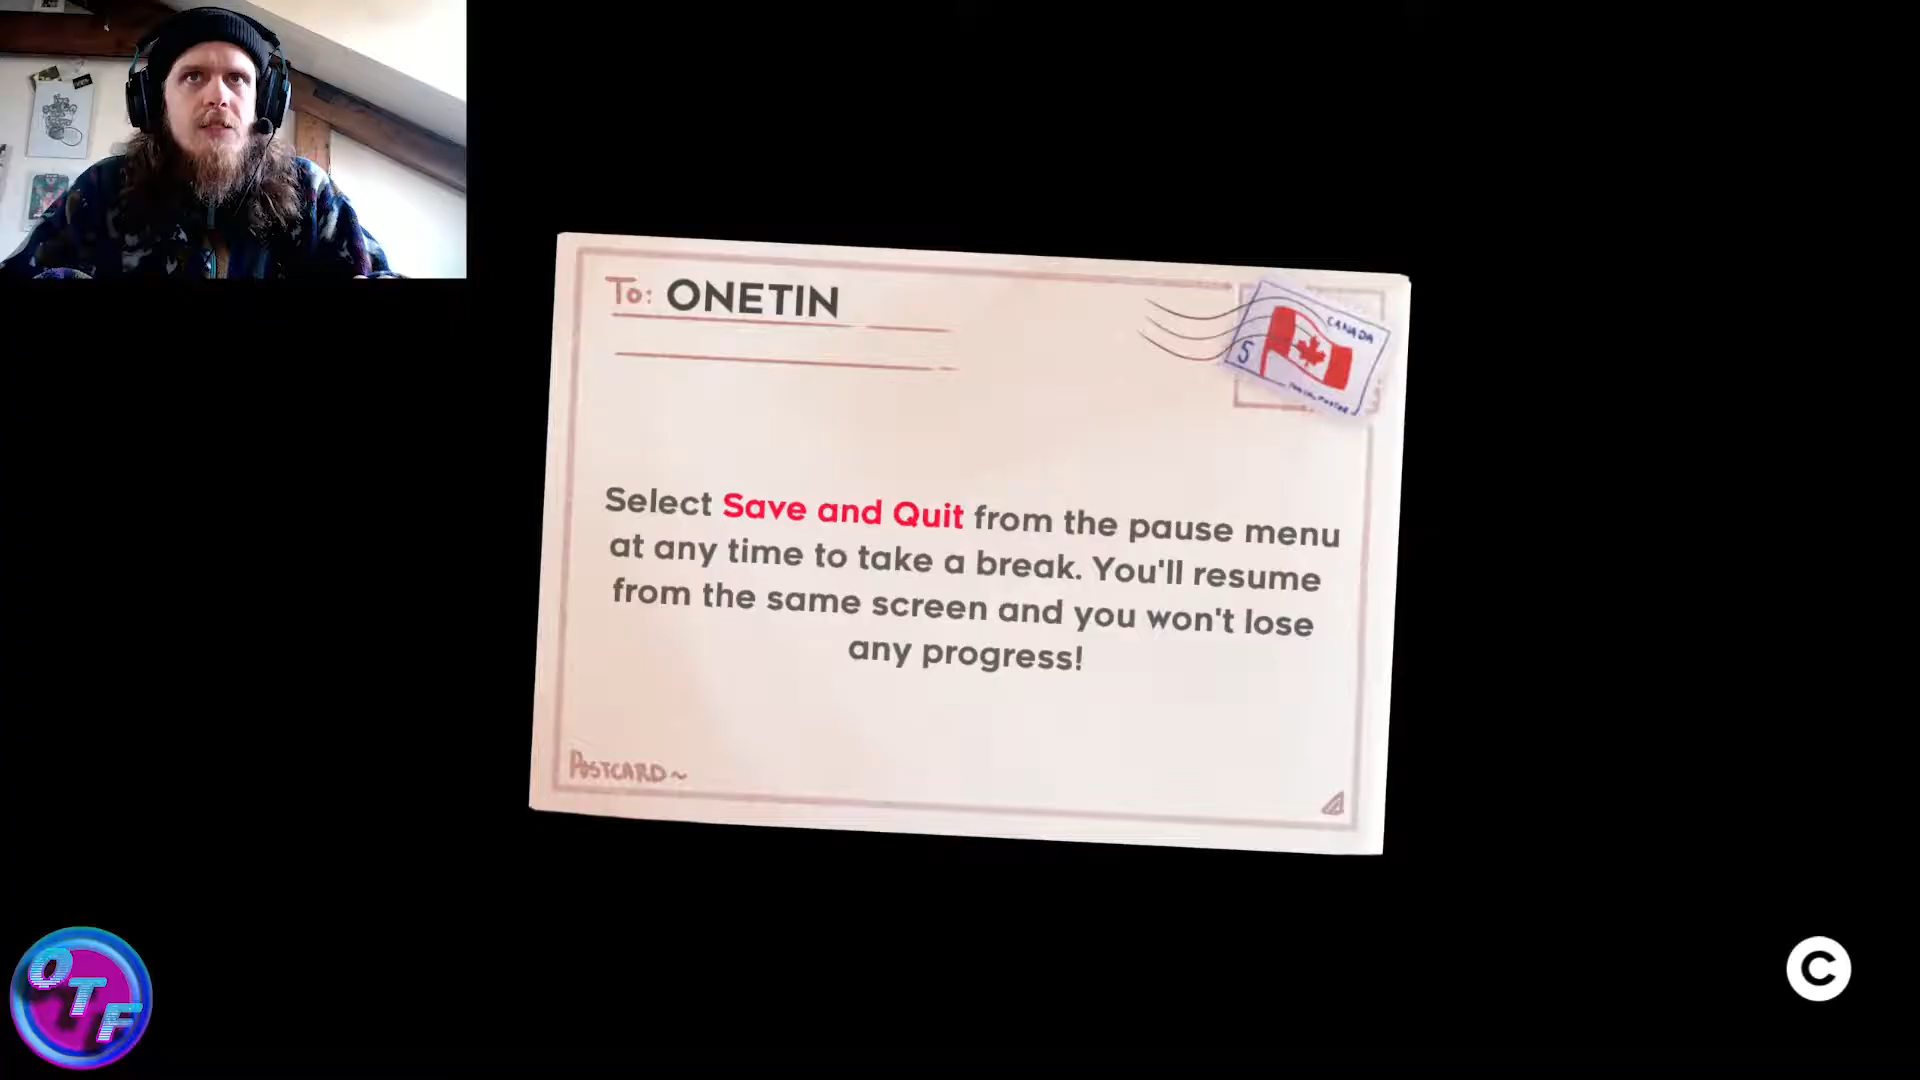 To: ONETIN
CANADA
5
Select Save and Quit from the pause menu
at any time to take a break. You'll resume
from the same screen and you won't lose
any progress!
POSTCARD~
OTF
C